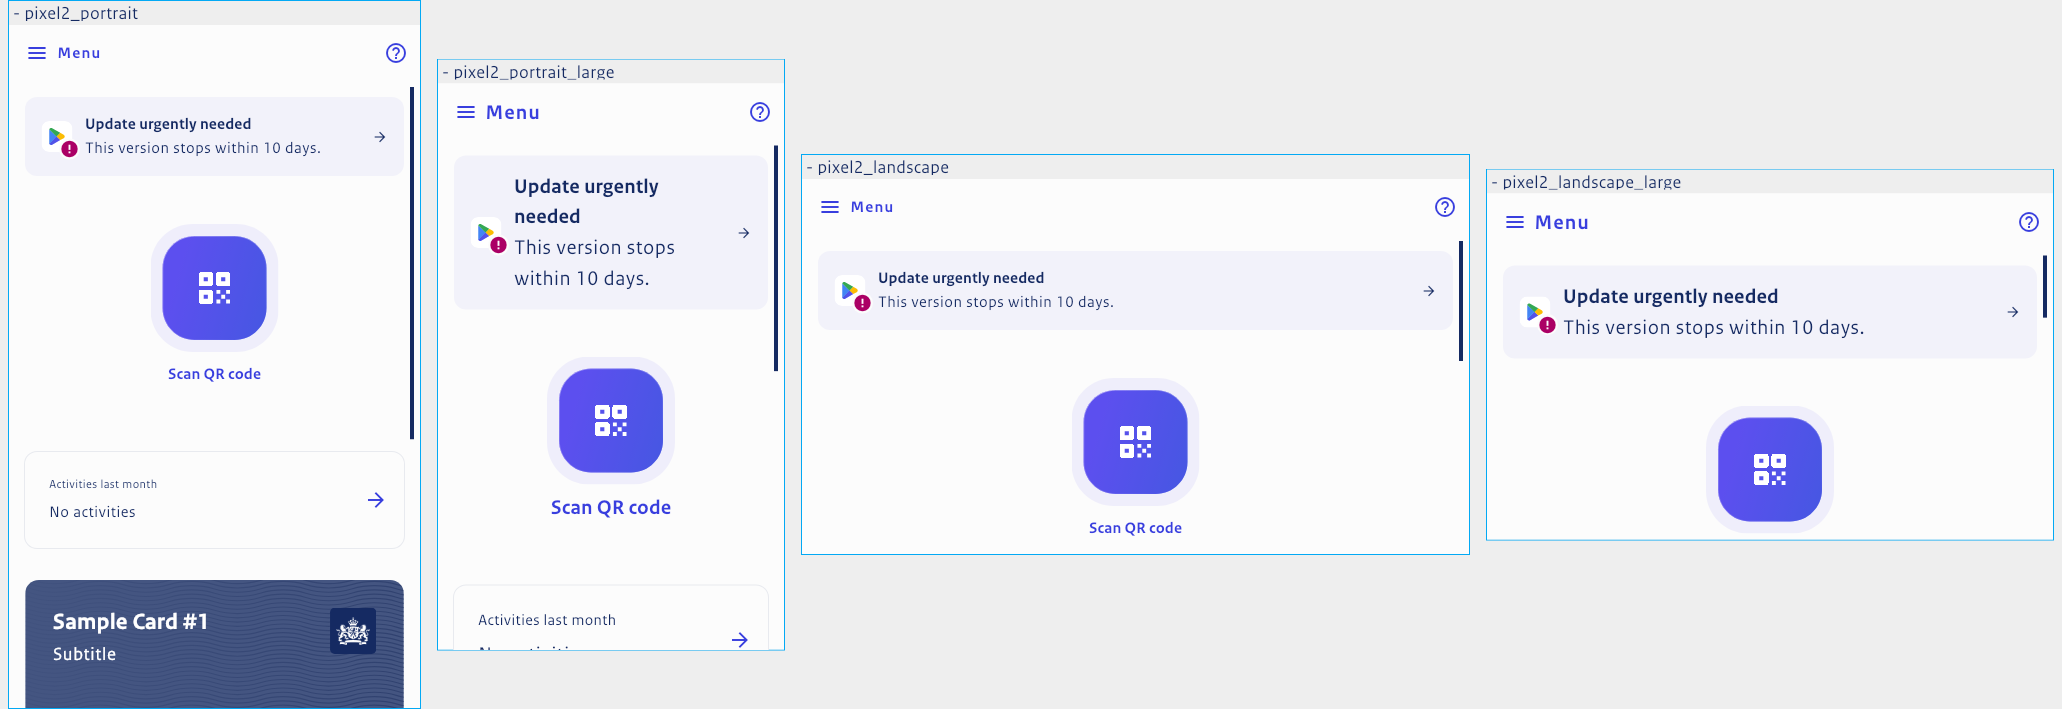 - pixel2_portrait
Menu
Update urgently needed
This version stops within 10 days.
Scan QR code
Activities last month
No activities
Sample Card #1
Subtitle
- pixel2_portrait_large
Menu
Update urgently
needed
This version stops
within 10 days.
Scan QR code
Activities last month
- pixel2_landscape
Menu
Update urgently needed
This version stops within 10 days.
Scan QR code
- pixel2_landscape_large
Menu
Update urgently needed
This version stops within 10 days.